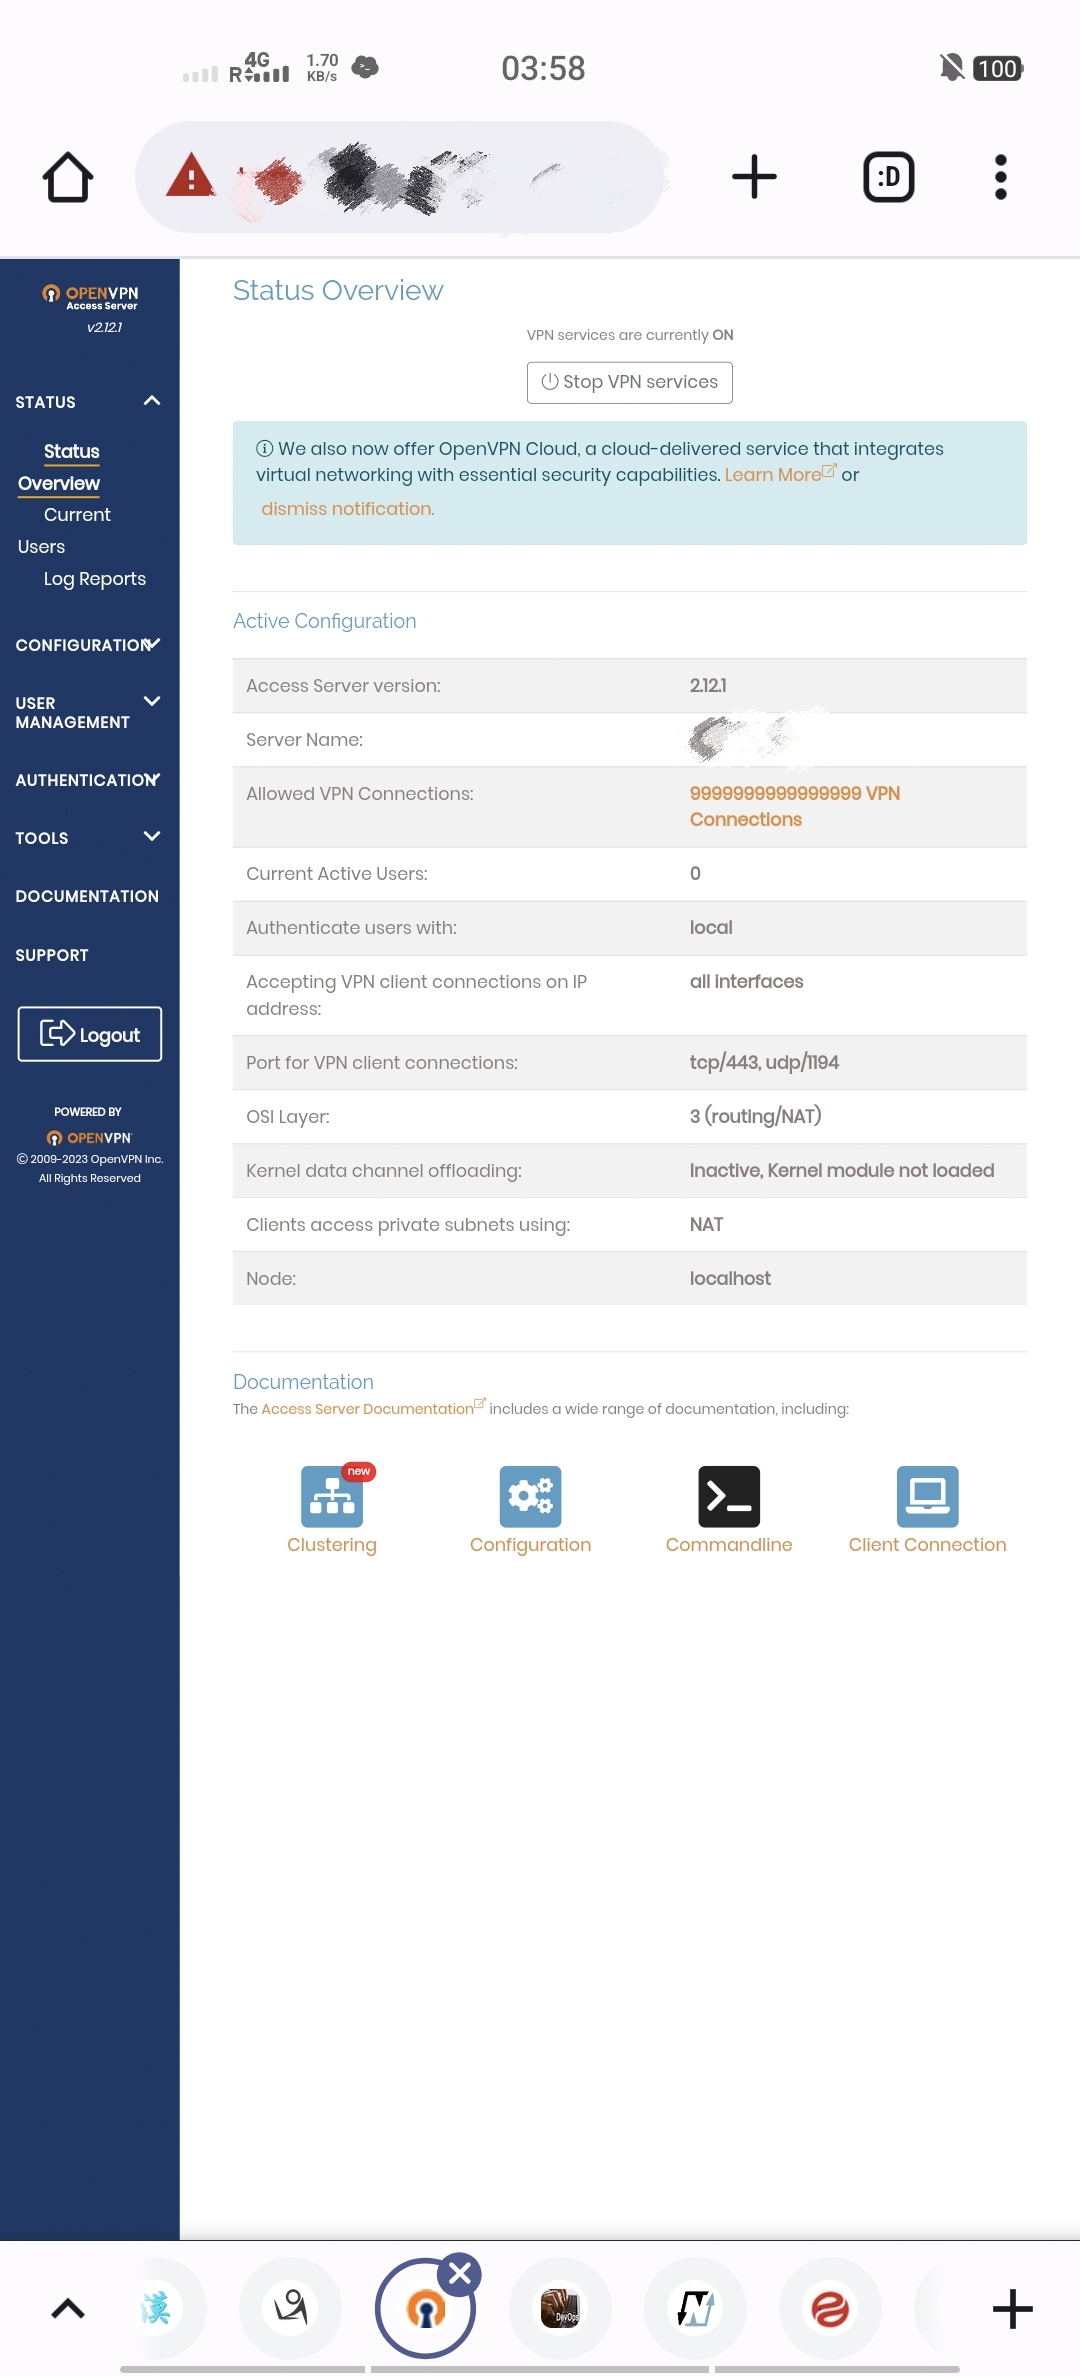 4G
R
1.70
KB/s
03:58
100
:D
OPENVPN
Access Server
v2.12.1
STATUS
Status
Overview
Current
Users
Log Reports
CONFIGURATION
USER
MANAGEMENT
AUTHENTICATION
TOOLS
DOCUMENTATION
SUPPORT
Logout
POWERED BY
OPENVPN
© 2009-2023 OpenVPN Inc.
All Rights Reserved
Status Overview
VPN services are currently ON
Stop VPN services
We also now offer OpenVPN Cloud, a cloud-delivered service that integrates
virtual networking with essential security capabilities. Learn More or
dismiss notification.
Active Configuration
Access Server version: 2.12.1
Server Name:
Allowed VPN Connections: 9999999999999999 VPN
Connections
Current Active Users: 0
Authenticate users with: local
Accepting VPN client connections on IP
address: all interfaces
Port for VPN client connections: tcp/443, udp/1194
OSI Layer: 3 (routing/NAT)
Kernel data channel offloading: Inactive, Kernel module not loaded
Clients access private subnets using: NAT
Node: localhost
Documentation
The Access Server Documentation includes a wide range of documentation, including:
new
Clustering
Configuration
Commandline
Client Connection
漢
DevOps